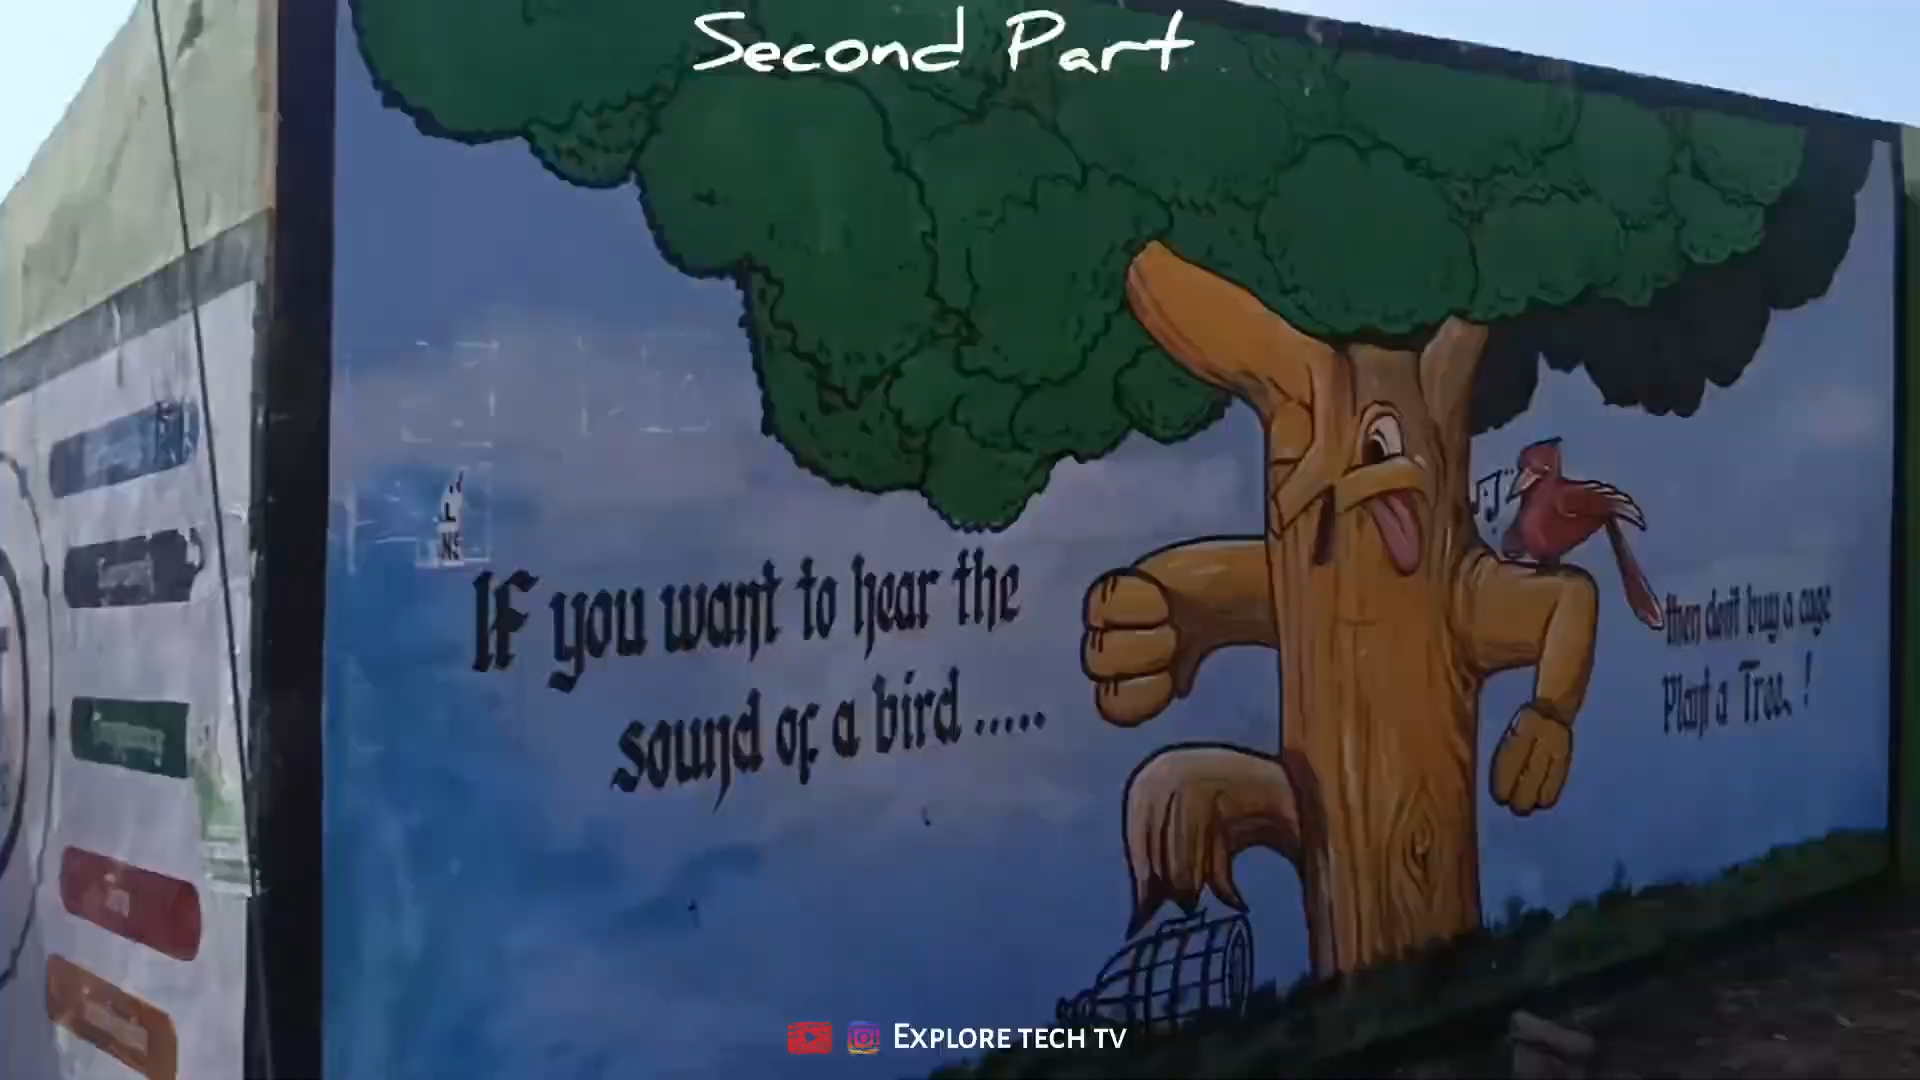 Second Part
If you want to hear the
sound of a bird .....
then don't buy a cage
Plant a Tree !
EXPLORE TECH TV